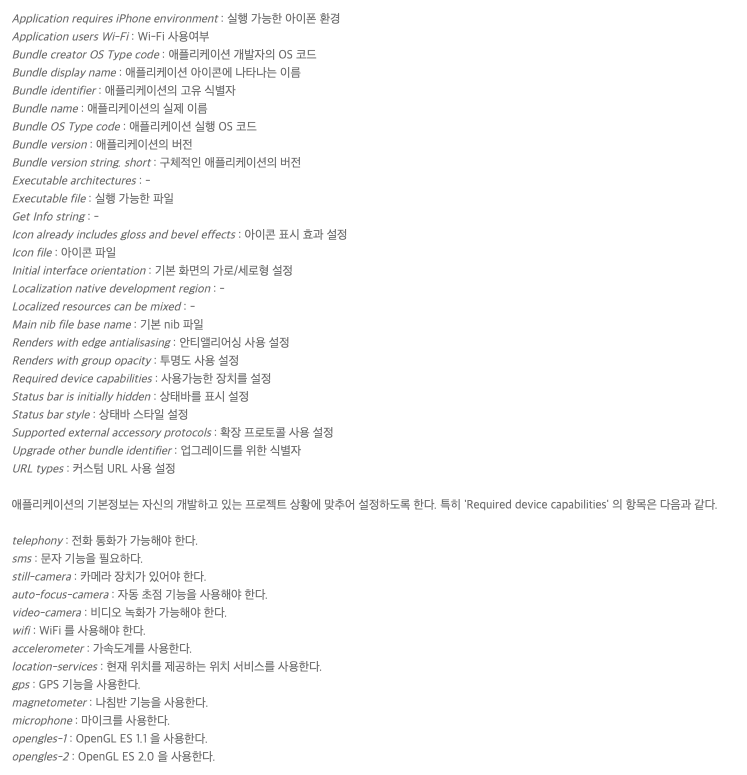 Application requires iPhone environment : 실행 가능한 아이폰 환경
Application users Wi-Fi : Wi-Fi 사용여부
Bundle creator OS Type code : 애플리케이션 개발자의 OS 코드
Bundle display name : 애플리케이션 아이콘에 나타나는 이름
Bundle identifier : 애플리케이션의 고유 식별자
Bundle name : 애플리케이션의 실제 이름
Bundle OS Type code : 애플리케이션 실행 OS 코드
Bundle version : 애플리케이션의 버전
Bundle version string. short : 구체적인 애플리케이션의 버전
Executable architectures : -
Executable file : 실행 가능한 파일
Get Info string : -
Icon already includes gloss and bevel effects : 아이콘 표시 효과 설정
Icon file : 아이콘 파일
Initial interface orientation : 기본 화면의 가로/세로형 설정
Localization native development region : -
Localized resources can be mixed : -
Main nib file base name : 기본 nib 파일
Renders with edge antialisasing : 안티앨리어싱 사용 설정
Renders with group opacity : 투명도 사용 설정
Required device capabilities : 사용가능한 장치를 설정
Status bar is initially hidden : 상태바를 표시 설정
Status bar style : 상태바 스타일 설정
Supported external accessory protocols : 확장 프로토콜 사용 설정
Upgrade other bundle identifier : 업그레이드를 위한 식별자
URL types : 커스텀 URL 사용 설정
애플리케이션의 기본정보는 자신의 개발하고 있는 프로젝트 상황에 맞추어 설정하도록 한다. 특히 'Required device capabilities' 의 항목은 다음과 같다.
telephony : 전화 통화가 가능해야 한다.
sms : 문자 기능을 필요하다.
still-camera : 카메라 장치가 있어야 한다.
auto-focus-camera : 자동 초점 기능을 사용해야 한다.
video-camera : 비디오 녹화가 가능해야 한다.
wifi : WiFi 를 사용해야 한다.
accelerometer : 가속도계를 사용한다.
location-services : 현재 위치를 제공하는 위치 서비스를 사용한다.
gps : GPS 기능을 사용한다.
magnetometer : 나침반 기능을 사용한다.
microphone : 마이크를 사용한다.
opengles-1 : OpenGL ES 1.1 을 사용한다.
opengles-2 : OpenGL ES 2.0 을 사용한다.